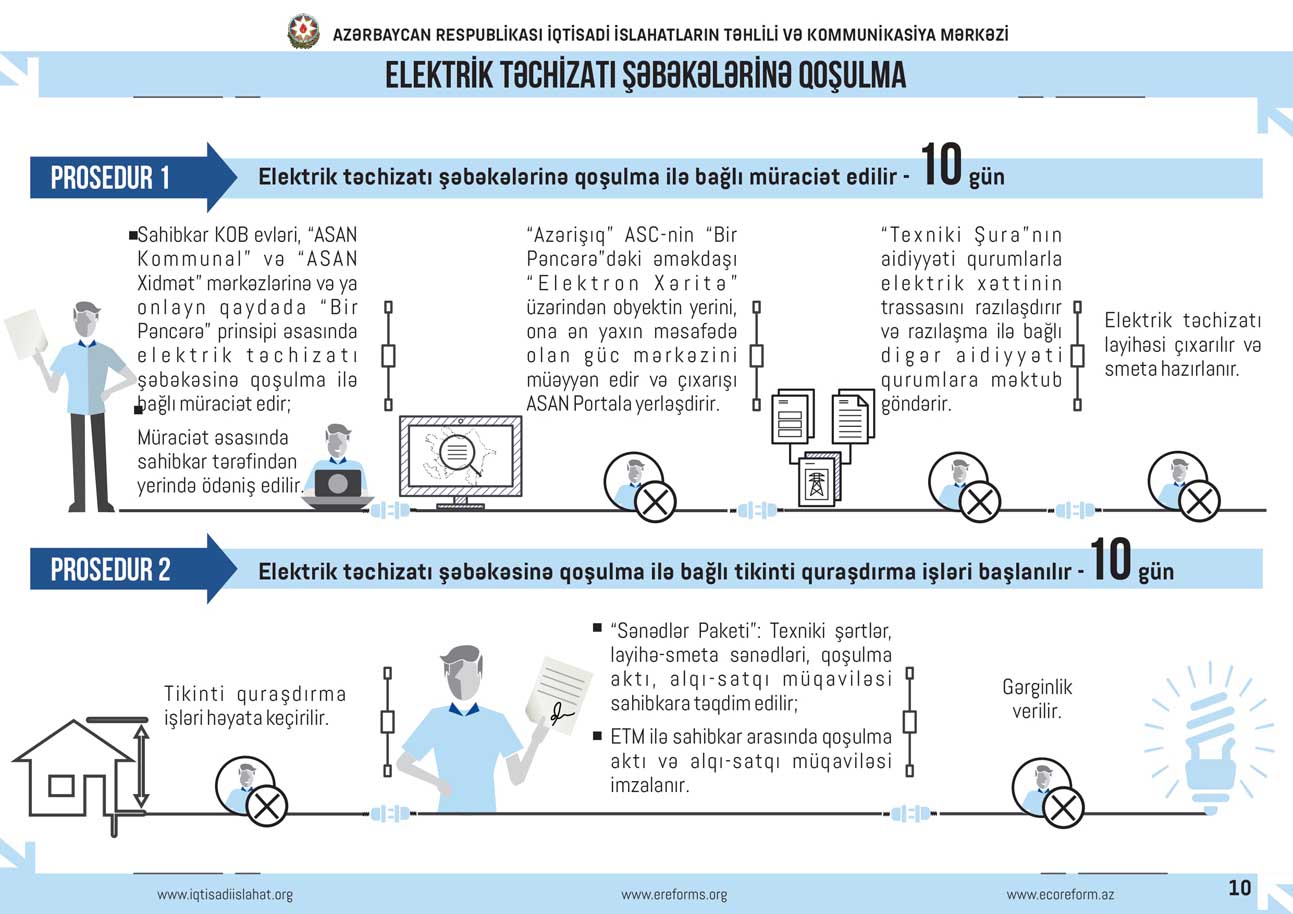 AZƏRBAYCAN RESPUBLİKASI İQTİSADİ İSLAHATLARIN TƏHLİLİ VƏ KOMMUNİKASİYA MƏRKƏZİ
ELEKTRİK TƏCHİZATI ŞƏBƏKƏLƏRİNƏ QOŞULMA
PROSEDUR 1
Elektrik təchizatı şəbəkələrinə qoşulma ilə bağlı müraciət edilir - 10 gün
Sahibkar KOB evləri, “ASAN
Kommunal” və “ASAN
Xidmət” mərkəzlərinə və ya
onlayn qaydada “Bir
Pəncərə” prinsipi əsasında
elektrik təchizatı
şəbəkəsinə qoşulma ilə
bağlı müraciət edir;
Müraciət əsasında
sahibkar tərəfindən
yerində ödəniş edilir.
“Azərişıq” ASC-nin “Bir
Pəncərə”dəki əməkdaşı
“Elektron Xəritə”
üzərindən obyektin yerini,
ona ən yaxın məsafədə
olan güc mərkəzini
müəyyən edir və çıxarışı
ASAN Portala yerləşdirir.
“Texniki Şura”nın
aidiyyəti qurumlarla
elektrik xəttinin
trassasını razılaşdırır
və razılaşma ilə bağlı
digər aidiyyəti
qurumlara məktub
göndərir.
Elektrik təchizatı
layihəsi çıxarılır və
smeta hazırlanır.
PROSEDUR 2
Elektrik təchizatı şəbəkəsinə qoşulma ilə bağlı tikinti quraşdırma işləri başlanılır - 10 gün
Tikinti quraşdırma
işləri həyata keçirilir.
“Sənədlər Paketi”: Texniki şərtlər,
layihə-smeta sənədləri, qoşulma
aktı, alqı-satqı müqaviləsi
sahibkara təqdim edilir;
ETM ilə sahibkar arasında qoşulma
aktı və alqı-satqı müqaviləsi
imzalanır.
Gərginlik
verilir.
www.iqtisadiislahat.org
www.ereforms.org
www.ecoreform.az
10